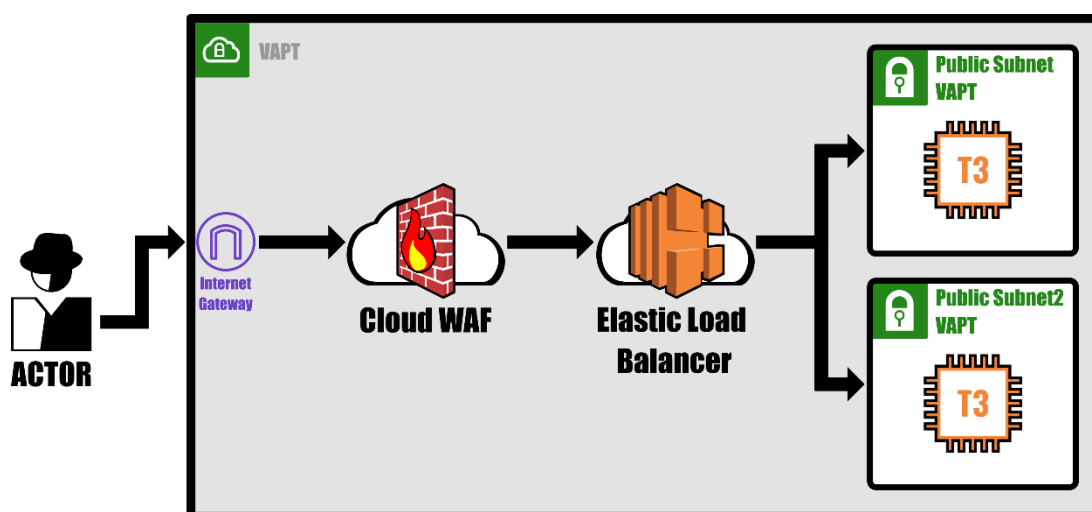 VAPT
Public Subnet
VAPT
T3
Internet
Gateway
ACTOR
Cloud WAF
Elastic Load
Balancer
Public Subnet2
VAPT
T3